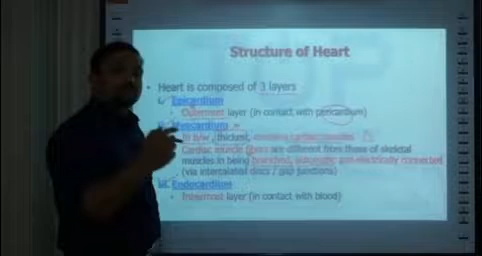 Structure of Heart
• Heart is composed of 3 layers
Epicardium
Outermost layer (in contact with pericardium)
Myocardium
In b/w, thickest, contains cardiac muscles
Cardiac muscle fibers are different from those of skeletal
muscles in being branched, automatic and electrically connected
(via intercalated discs / gap junctions)
iii. Endocardium
Innermost layer (in contact with blood)